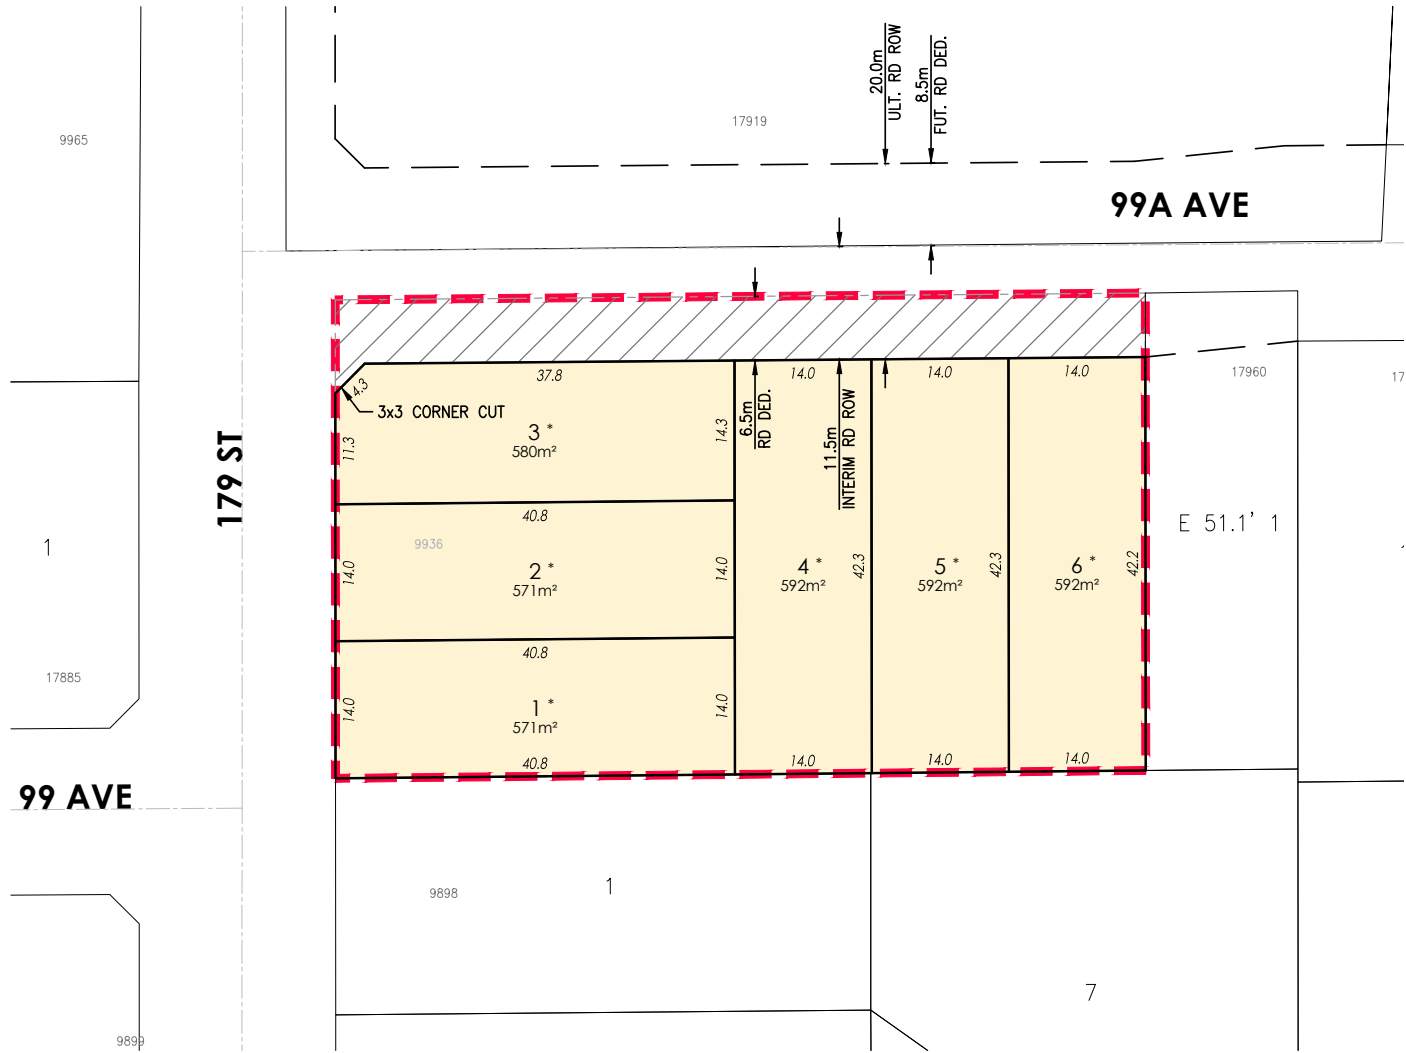 20.0m
ULT. RD ROW
8.5m
FUT. RD DED.
17919
9965
99A AVE
37.8
14.0
14.0
14.0
17960
17
4.3
3x3 CORNER CUT
6.5m
RD DED.
11.5m
INTERIM RD ROW
179 ST
11.3
3 *
580m²
14.3
40.8
9936
E 51.1' 1
1
14.0
2 *
571m²
14.0
4 *
592m²
42.3
5 *
592m²
42.3
6 *
592m²
42.2
40.8
17885
14.0
1 *
571m²
14.0
40.8
14.0
14.0
14.0
99 AVE
9898
1
7
9899